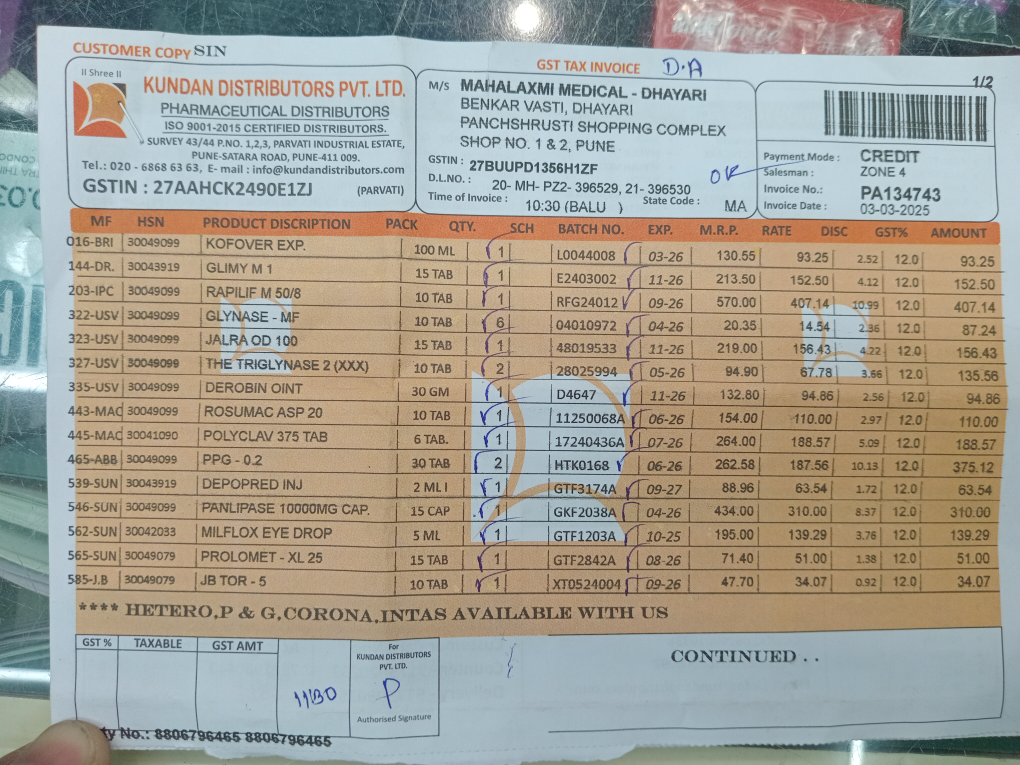 CUSTOMER COPY SIN
GST TAX INVOICE D.A
1/2
II Shree II
KUNDAN DISTRIBUTORS PVT. LTD.
PHARMACEUTICAL DISTRIBUTORS
ISO 9001-2015 CERTIFIED DISTRIBUTORS.
SURVEY 43/44 P.NO. 1,2,3, PARVATI INDUSTRIAL ESTATE,
PUNE-SATARA ROAD, PUNE-411 009.
Tel.: 020 - 6868 63 63, E- mail : info@kundandistributors.com
GSTIN : 27AAHCK2490E1ZJ (PARVATI)
M/S MAHALAXMI MEDICAL - DHAYARI
BENKAR VASTI, DHAYARI
PANCHSHRUSTI SHOPPING COMPLEX
SHOP NO. 1 & 2, PUNE
GSTIN : 27BUUPD1356H1ZF
D.L.NO. : 20- MH- PZ2- 396529, 21- 396530
Time of Invoice : 10:30 (BALU ) State Code : MA
OK
Payment Mode : CREDIT
Salesman : ZONE 4
Invoice No.: PA134743
Invoice Date : 03-03-2025
MF HSN PRODUCT DISCRIPTION PACK QTY. SCH BATCH NO. EXP. M.R.P. RATE DISC GST% AMOUNT
016-BRI 30049099 KOFOVER EXP. 100 ML 1 L0044008 03-26 130.55 93.25 2.52 12.0 93.25
144-DR. 30043919 GLIMY M 1 15 TAB 1 E2403002 11-26 213.50 152.50 4.12 12.0 152.50
203-IPC 30049099 RAPILIF M 50/8 10 TAB 1 RFG24012 09-26 570.00 407.14 10.99 12.0 407.14
322-USV 30049099 GLYNASE - MF 10 TAB 6 04010972 04-26 20.35 14.54 2.36 12.0 87.24
323-USV 30049099 JALRA OD 100 15 TAB 1 48019533 11-26 219.00 156.43 4.22 12.0 156.43
327-USV 30049099 THE TRIGLYNASE 2 (XXX) 10 TAB 2 28025994 05-26 94.90 67.78 3.66 12.0 135.56
335-USV 30049099 DEROBIN OINT 30 GM 1 D4647 11-26 132.80 94.86 2.56 12.0 94.86
443-MAC 30049099 ROSUMAC ASP 20 10 TAB 1 11250068A 06-26 154.00 110.00 2.97 12.0 110.00
445-MAC 30041090 POLYCLAV 375 TAB 6 TAB. 1 17240436A 07-26 264.00 188.57 5.09 12.0 188.57
465-ABB 30049099 PPG - 0.2 30 TAB 2 HTK0168 06-26 262.58 187.56 10.13 12.0 375.12
539-SUN 30043919 DEPOPRED INJ 2 ML I 1 GTF3174A 09-27 88.96 63.54 1.72 12.0 63.54
546-SUN 30049099 PANLIPASE 10000MG CAP. 15 CAP 1 GKF2038A 04-26 434.00 310.00 8.37 12.0 310.00
562-SUN 30042033 MILFLOX EYE DROP 5 ML 1 GTF1203A 10-25 195.00 139.29 3.76 12.0 139.29
565-SUN 30049079 PROLOMET - XL 25 15 TAB 1 GTF2842A 08-26 71.40 51.00 1.38 12.0 51.00
585-J.B 30049079 JB TOR - 5 10 TAB 1 XT0524004 09-26 47.70 34.07 0.92 12.0 34.07
**** HETERO,P & G,CORONA,INTAS AVAILABLE WITH US
GST % TAXABLE GST AMT
For
KUNDAN DISTRIBUTORS
PVT. LTD.
P
Authorised Signature
CONTINUED . .
No.: 8806796465 8806796465